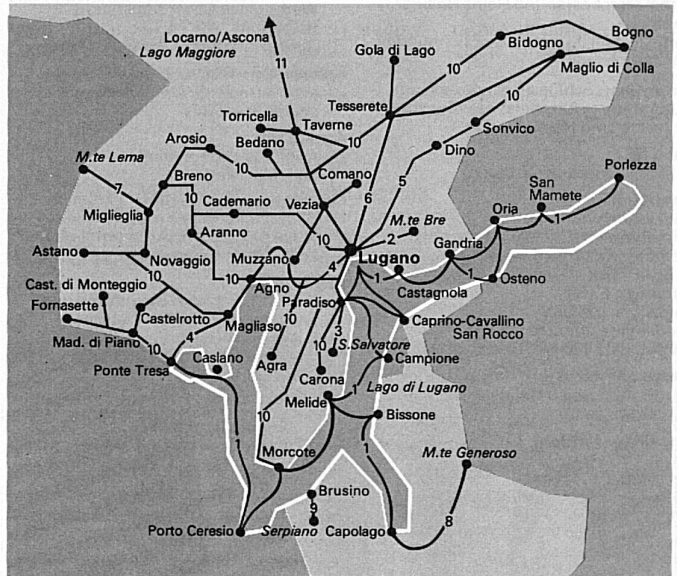 Locarno/Ascona
Lago Maggiore
11
Gola di Lago
Bidogno
Bogno
Maglio di Colla
10
10
Tesserete
Torricella
Taverne
Bedano
10
Sonvico
Dino
Arosio
M.te Lema
10
Comano
6
5
Porlezza
7
Breno
Miglieglia
10
Cademario
Vezia
M.te Bre
2
San
Mamete
Oria
1
Aranno
10
Lugano
Gandria
Astano
Novaggio
Muzzano
4
1
Castagnola
1
Osteno
10
10
Agno
Cast. di Monteggio
Fornasette
Castelrotto
Magliaso
10
Paradiso
Caprino-Cavallino
San Rocco
Mad. di Piano
4
3
S.Salvatore
10
Ponte Tresa
Caslano
Agra
10
Carona
Campione
1
Lago di Lugano
Melide
Bissone
10
1
Morcote
1
M.te Generoso
Brusino
9
Porto Ceresio
Serpiano
Capolago
8